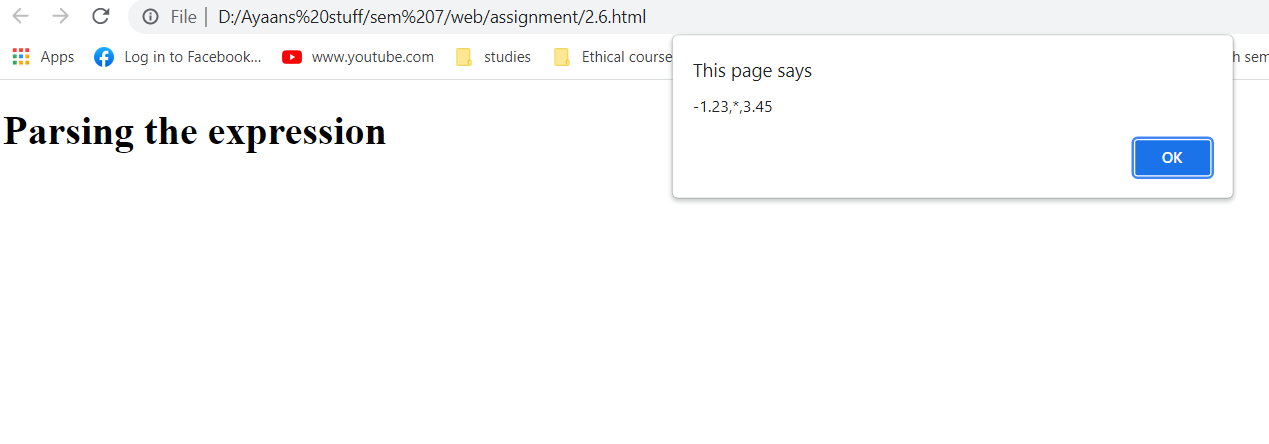 File | D:/Ayaans%20stuff/sem%207/web/assignment/2.6.html
Apps Log in to Facebook... www.youtube.com studies Ethical course
h sem
This page says
-1.23,*,3.45
OK
Parsing the expression